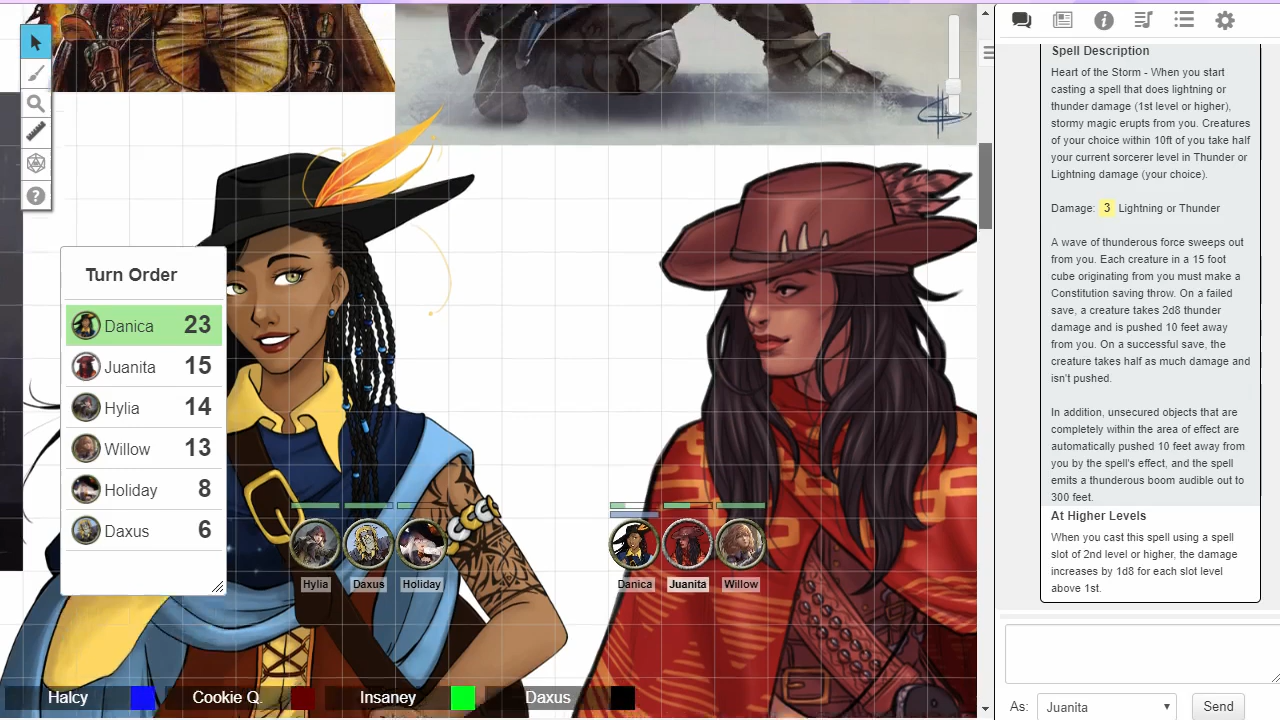 Turn Order
Danica 23
Juanita 15
Hylia 14
Willow 13
Holiday 8
Daxus 6
Hylia
Daxus
Holiday
Danica
Juanita
Willow
Halcy
Cookie Q.
Insaney
Daxus
Spell Description
Heart of the Storm - When you start
casting a spell that does lightning or
thunder damage (1st level or higher),
stormy magic erupts from you. Creatures
of your choice within 10ft of you take half
your current sorcerer level in Thunder or
Lightning damage (your choice).
Damage: 3 Lightning or Thunder
A wave of thunderous force sweeps out
from you. Each creature in a 15 foot
cube originating from you must make a
Constitution saving throw. On a failed
save, a creature takes 2d8 thunder
damage and is pushed 10 feet away
from you. On a successful save, the
creature takes half as much damage and
isn't pushed.
In addition, unsecured objects that are
completely within the area of effect are
automatically pushed 10 feet away from
you by the spell's effect, and the spell
emits a thunderous boom audible out to
300 feet.
At Higher Levels
When you cast this spell using a spell
slot of 2nd level or higher, the damage
increases by 1d8 for each slot level
above 1st.
As: Juanita Send